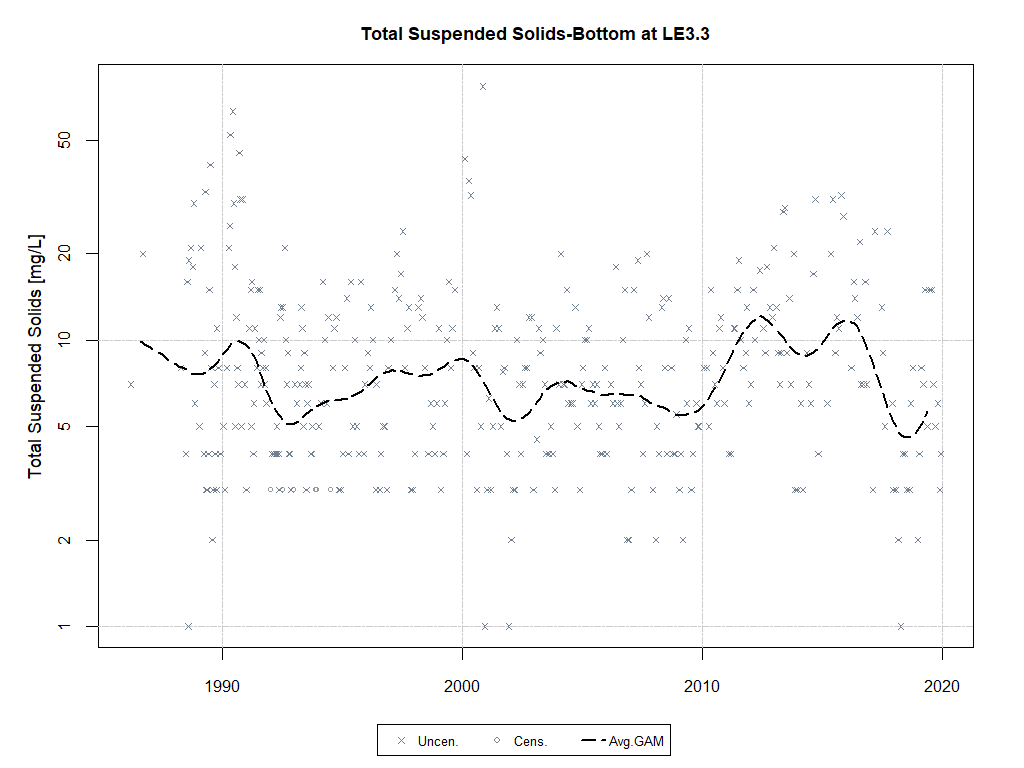 Total Suspended Solids-Bottom at LE3.3
Total Suspended Solids [mg/L]
50
20
10
5
2
1
1990 2000 2010 2020
Uncen. Cens. Avg.GAM